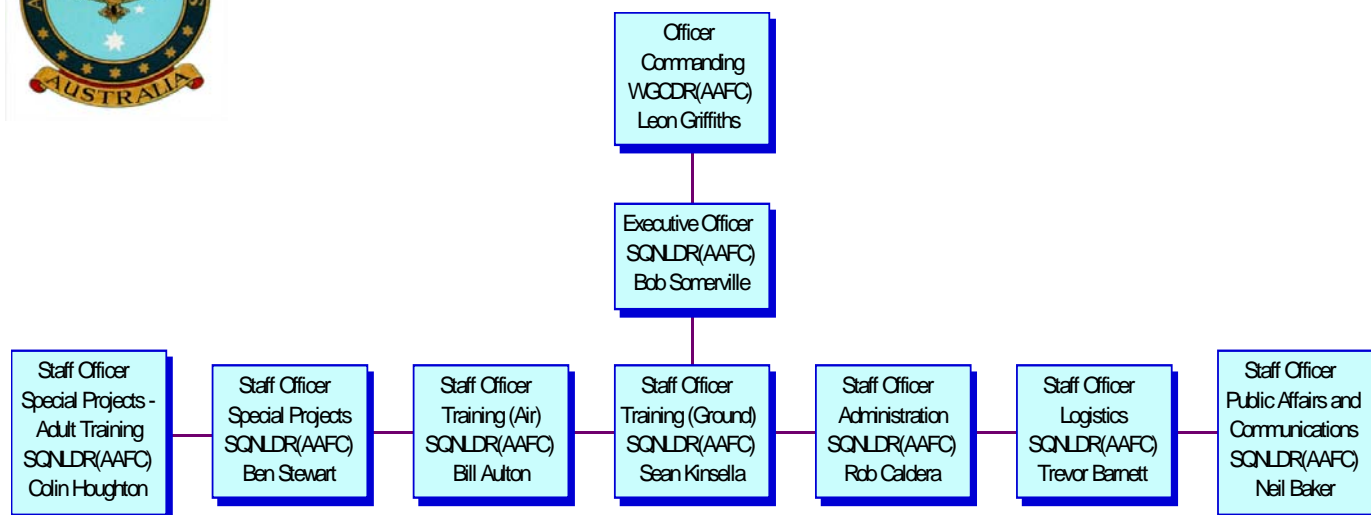 AUSTRALIA
Officer
Commanding
WGCDR(AAFC)
Leon Griffiths
Executive Officer
SQNLDR(AAFC)
Bob Somerville
Staff Officer
Special Projects -
Adult Training
SQNLDR(AAFC)
Colin Houghton
Staff Officer
Special Projects
SQNLDR(AAFC)
Ben Stewart
Staff Officer
Training (Air)
SQNLDR(AAFC)
Bill Aulton
Staff Officer
Training (Ground)
SQNLDR(AAFC)
Sean Kinsella
Staff Officer
Administration
SQNLDR(AAFC)
Rob Caldera
Staff Officer
Logistics
SQNLDR(AAFC)
Trevor Barnett
Staff Officer
Public Affairs and
Communications
SQNLDR(AAFC)
Neil Baker